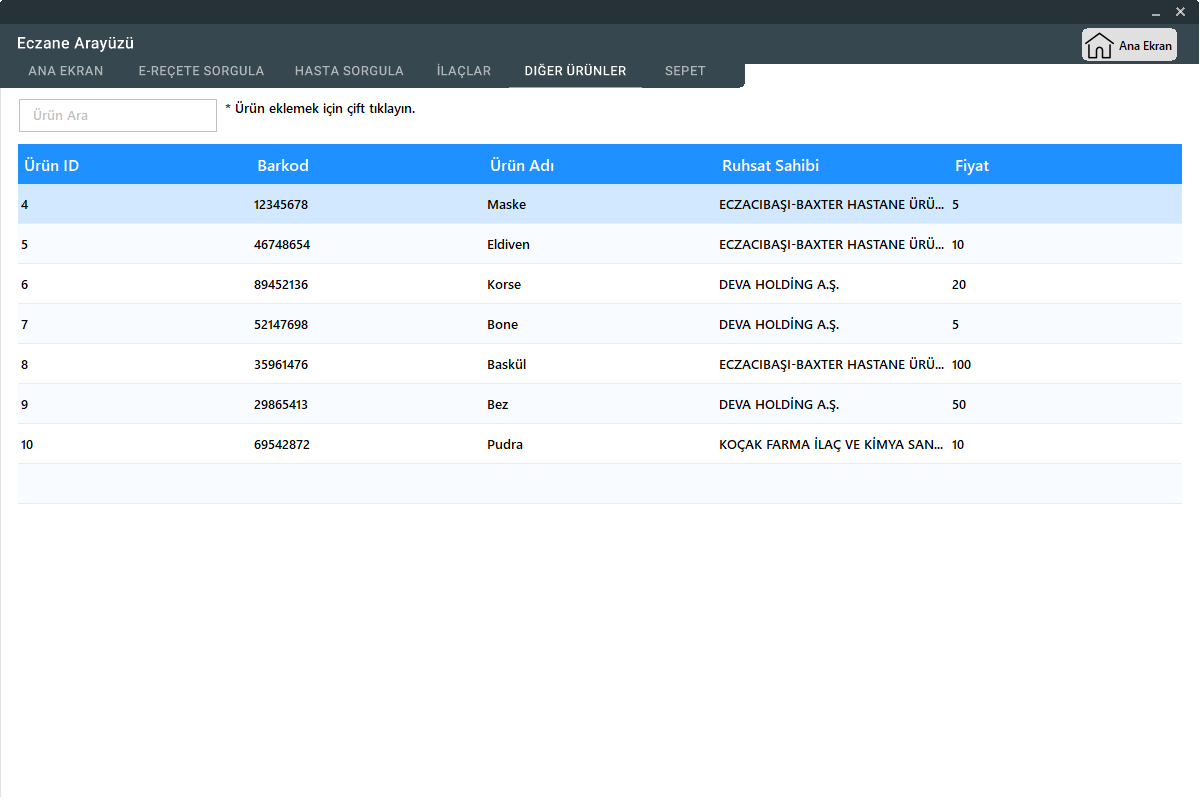 Eczane Arayüzü
Ana Ekran
ANA EKRAN E-REÇETE SORGULA HASTA SORGULA İLAÇLAR DIĞER ÜRÜNLER SEPET
Ürün Ara * Ürün eklemek için çift tıklayın.
Ürün ID Barkod Ürün Adı Ruhsat Sahibi Fiyat
4 12345678 Maske ECZACIBAŞI-BAXTER HASTANE ÜRÜ... 5
5 46748654 Eldiven ECZACIBAŞI-BAXTER HASTANE ÜRÜ... 10
6 89452136 Korse DEVA HOLDİNG A.Ş. 20
7 52147698 Bone DEVA HOLDİNG A.Ş. 5
8 35961476 Baskül ECZACIBAŞI-BAXTER HASTANE ÜRÜ... 100
9 29865413 Bez DEVA HOLDİNG A.Ş. 50
10 69542872 Pudra KOÇAK FARMA İLAÇ VE KİMYA SAN... 10